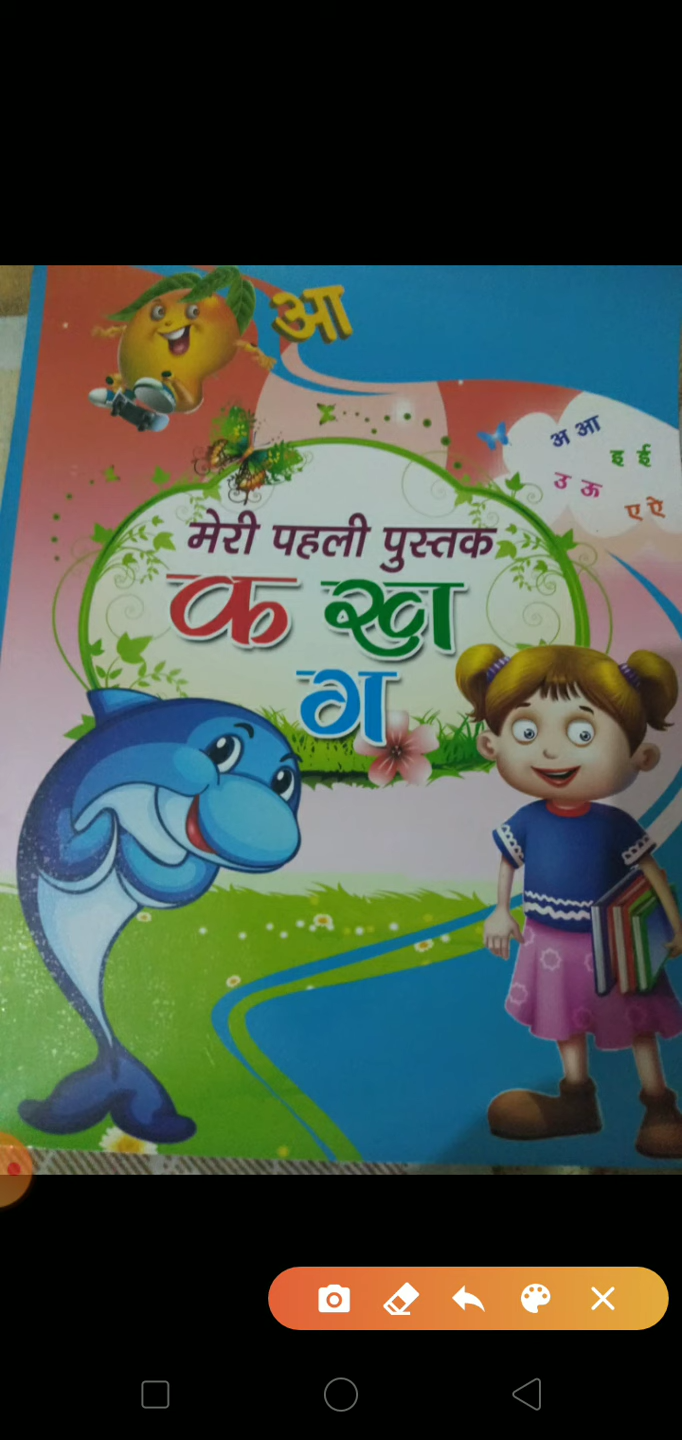 आ
अ आ
इ ई
उ ऊ
ए ऐ
मेरी पहली पुस्तक
क ख
ग